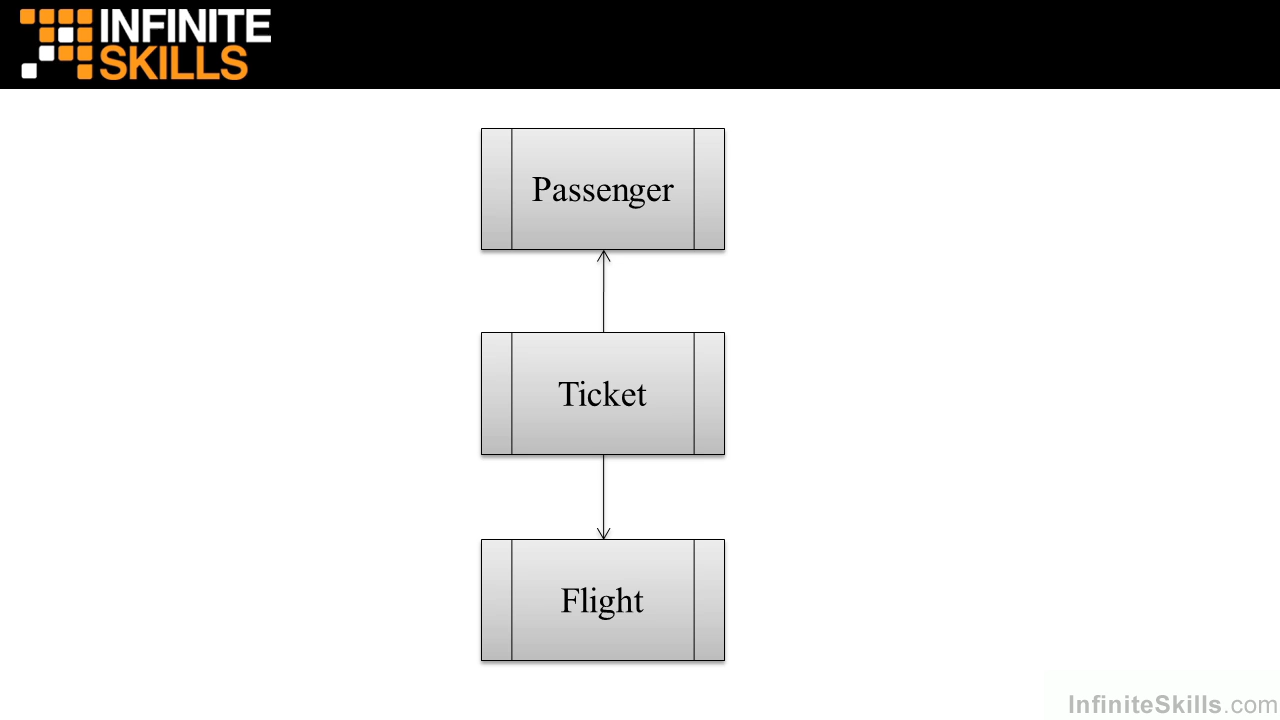 INFINITE
SKILLS
Passenger
Ticket
Flight
InfiniteSkills.com